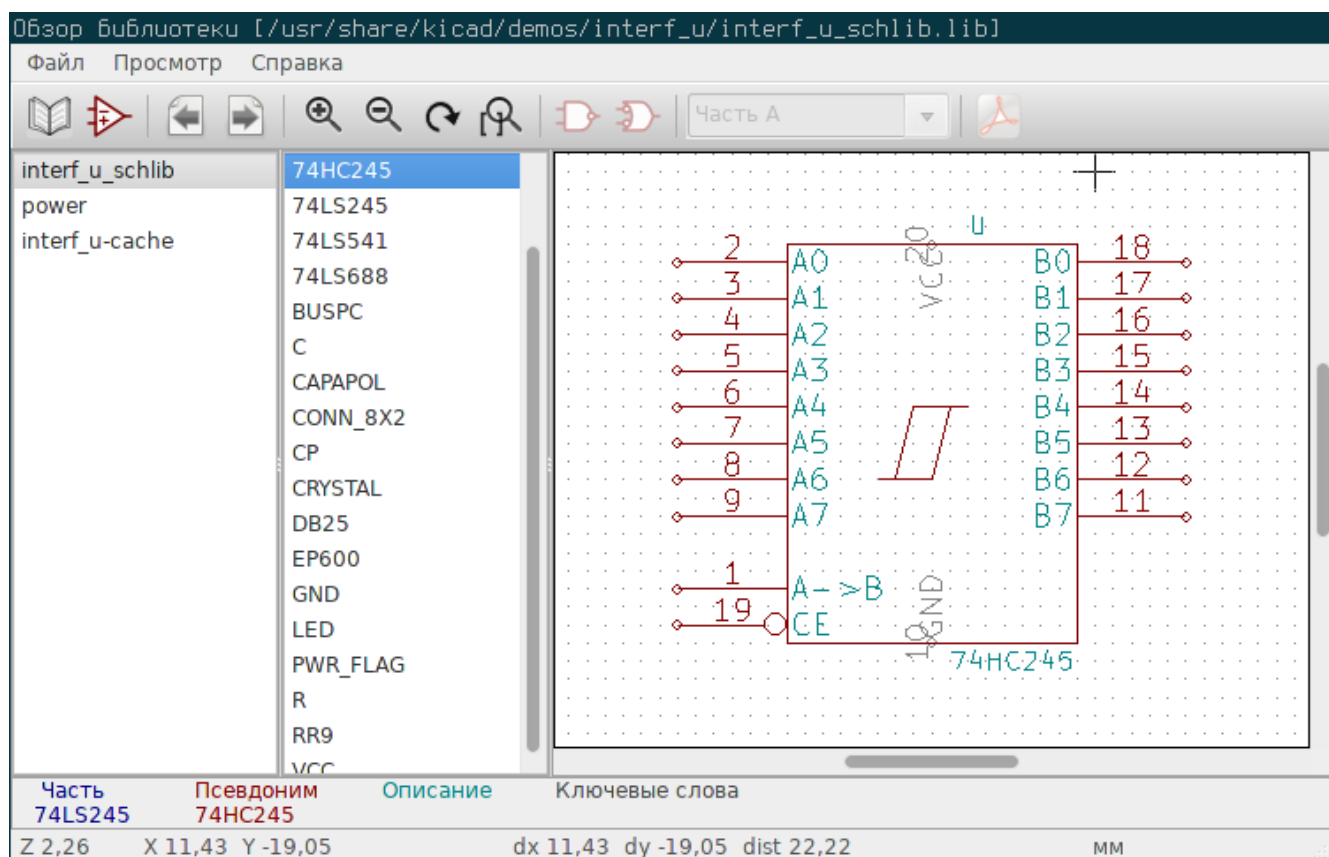 Обзор библиотеки [/usr/share/kicad/demos/interf_u/interf_u_schlib.lib]
Файл Просмотр Справка
Часть A
interf_u_schlib
power
interf_u-cache
74HC245
74LS245
74LS541
74LS688
BUSPC
C
CAPAPOL
CONN_8X2
CP
CRYSTAL
DB25
EP600
GND
LED
PWR_FLAG
R
RR9
VCC
U
20 VCC
2 A0 B0 18
3 A1 B1 17
4 A2 B2 16
5 A3 B3 15
6 A4 B4 14
7 A5 B5 13
8 A6 B6 12
9 A7 B7 11
1 A->B
19 CE
10 GND
74HC245
Часть Псевдоним Описание Ключевые слова
74LS245 74HC245
Z 2,26 X 11,43 Y -19,05 dx 11,43 dy -19,05 dist 22,22 мм